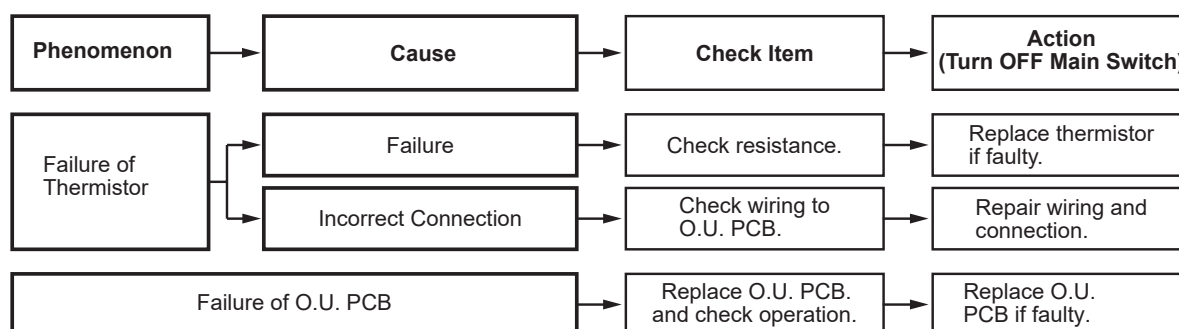 Phenomenon
Cause
Check Item
Action
(Turn OFF Main Switch)
Failure of
Thermistor
Failure
Check resistance.
Replace thermistor
if faulty.
Incorrect Connection
Check wiring to
O.U. PCB.
Repair wiring and
connection.
Failure of O.U. PCB
Replace O.U. PCB.
and check operation.
Replace O.U.
PCB if faulty.